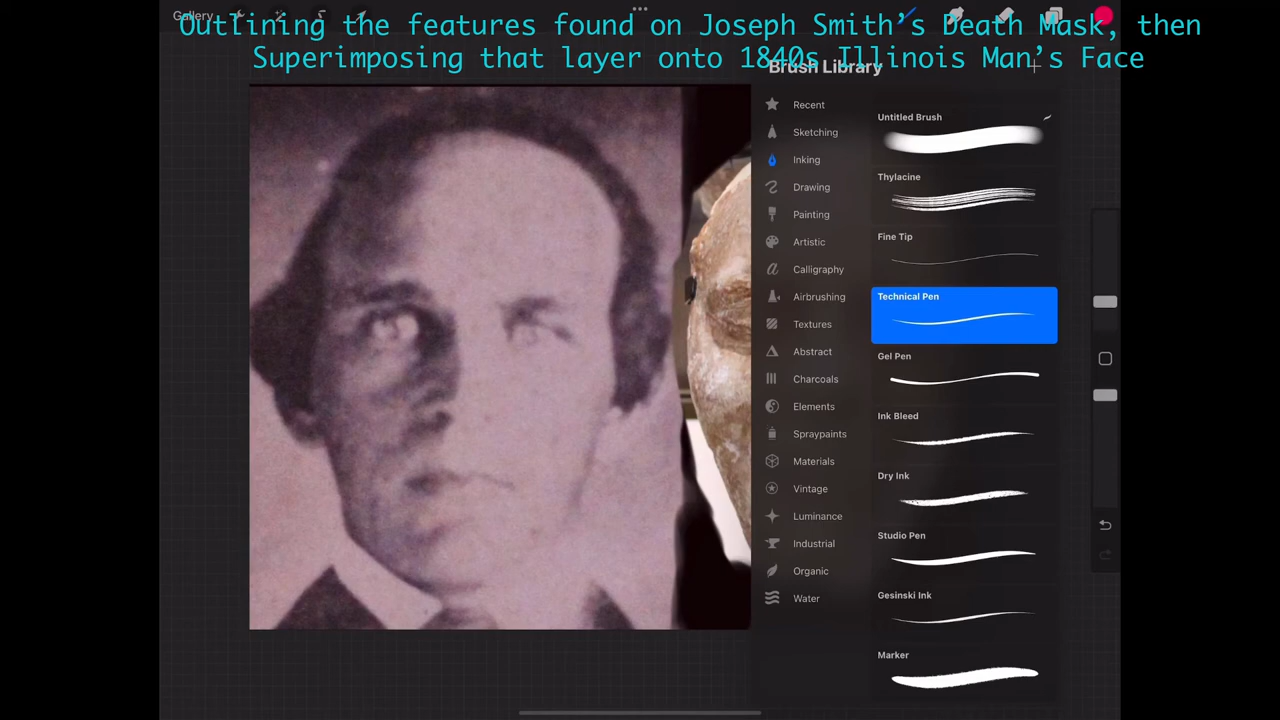 Outlining the features found on Joseph Smith's Death Mask, then
Superimposing that layer onto 1840s Illinois Man's Face
Gallery
Brush Library
Recent
Sketching
Inking
Drawing
Painting
Artistic
Calligraphy
Airbrushing
Textures
Abstract
Charcoals
Elements
Spraypaints
Materials
Vintage
Luminance
Industrial
Organic
Water
Untitled Brush
Thylacine
Fine Tip
Technical Pen
Gel Pen
Ink Bleed
Dry Ink
Studio Pen
Gesinski Ink
Marker